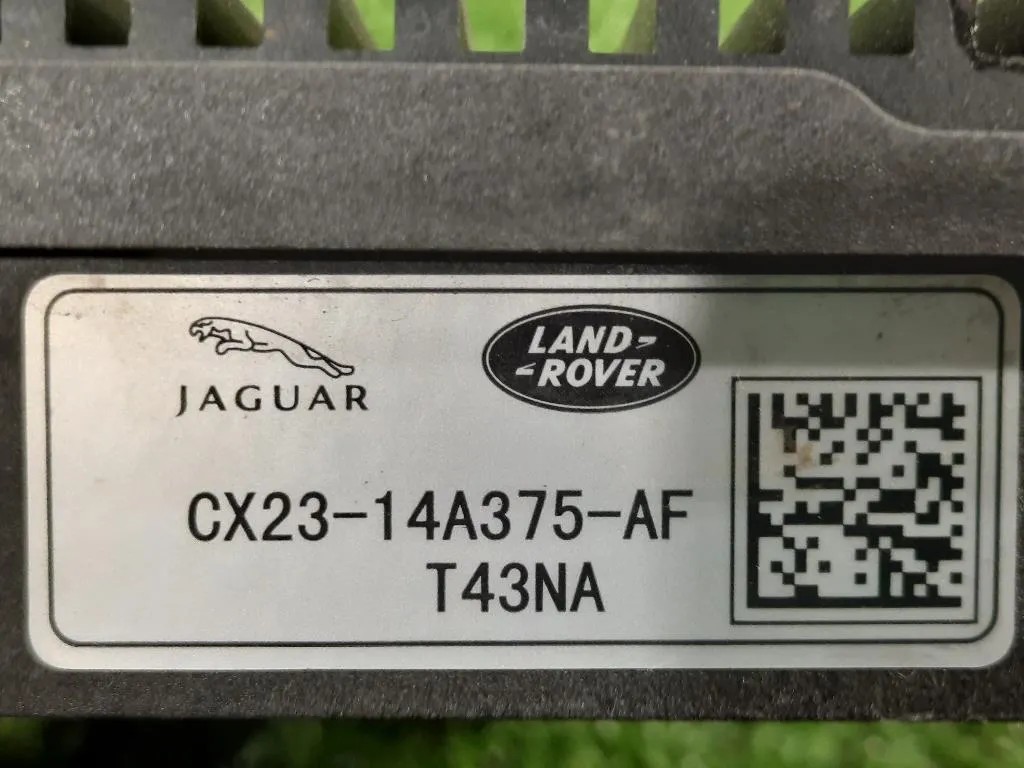 JAGUAR
LAND-
-ROVER
CX23-14A375-AF
T43NA